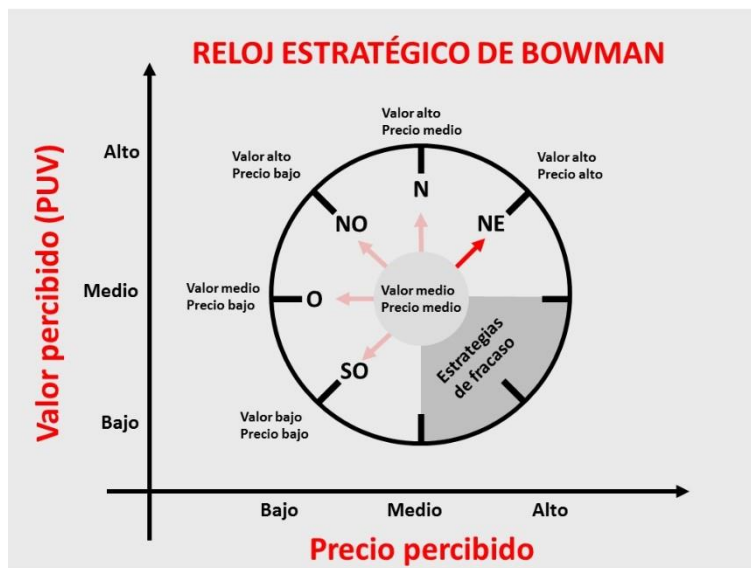 RELOJ ESTRATÉGICO DE BOWMAN
Valor percibido (PUV)
Alto
Medio
Bajo
Valor alto
Precio medio
Valor alto
Precio bajo
Valor alto
Precio alto
N
NO
NE
Valor medio
Precio bajo
O
Valor medio
Precio medio
SO
Estrategias
de fracaso
Valor bajo
Precio bajo
Bajo
Medio
Alto
Precio percibido